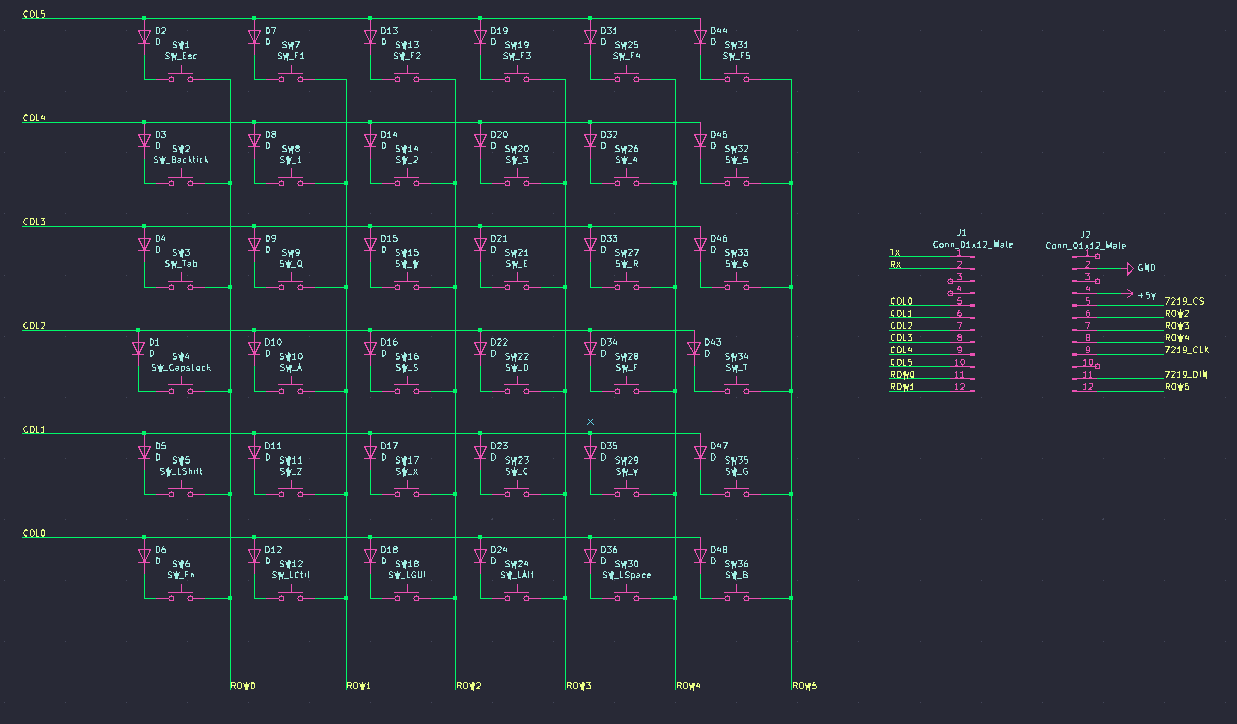 COL5
D2 D7 D13 D19 D31 D44
D D D D D D
SW1 SW7 SW13 SW19 SW25 SW31
SW_Esc SW_F1 SW_F2 SW_F3 SW_F4 SW_F5
COL4
D3 D8 D14 D20 D32 D45
D D D D D D
SW2 SW8 SW14 SW20 SW26 SW32
SW_Backtick SW_1 SW_2 SW_3 SW_4 SW_5
COL3
D4 D9 D15 D21 D33 D46
D D D D D D
SW3 SW9 SW15 SW21 SW27 SW33
SW_Tab SW_Q SW_W SW_E SW_R SW_6
COL2
D1 D10 D16 D22 D34 D43
D D D D D D
SW4 SW10 SW16 SW22 SW28 SW34
SW_CapsLock SW_A SW_S SW_D SW_F SW_T
COL1
D5 D11 D17 D23 D35 D47
D D D D D D
SW5 SW11 SW17 SW23 SW29 SW35
SW_LShift SW_Z SW_X SW_C SW_V SW_G
COL0
D6 D12 D18 D24 D36 D48
D D D D D D
SW6 SW12 SW18 SW24 SW30 SW36
SW_Fn SW_LCtrl SW_LGUI SW_LAlt SW_LSpace SW_B
ROW0 ROW1 ROW2 ROW3 ROW4 ROW5
J1
Conn_01x12_Male
Tx 1
Rx 2
3
4
COL0 5
COL1 6
COL2 7
COL3 8
COL4 9
COL5 10
ROW0 11
ROW1 12
J2
Conn_01x12_Male
1
2 GND
3
4 +5V
5 7219_CS
6 ROW2
7 ROW3
8 ROW4
9 7219_CLK
10
11 7219_DIN
12 ROW5